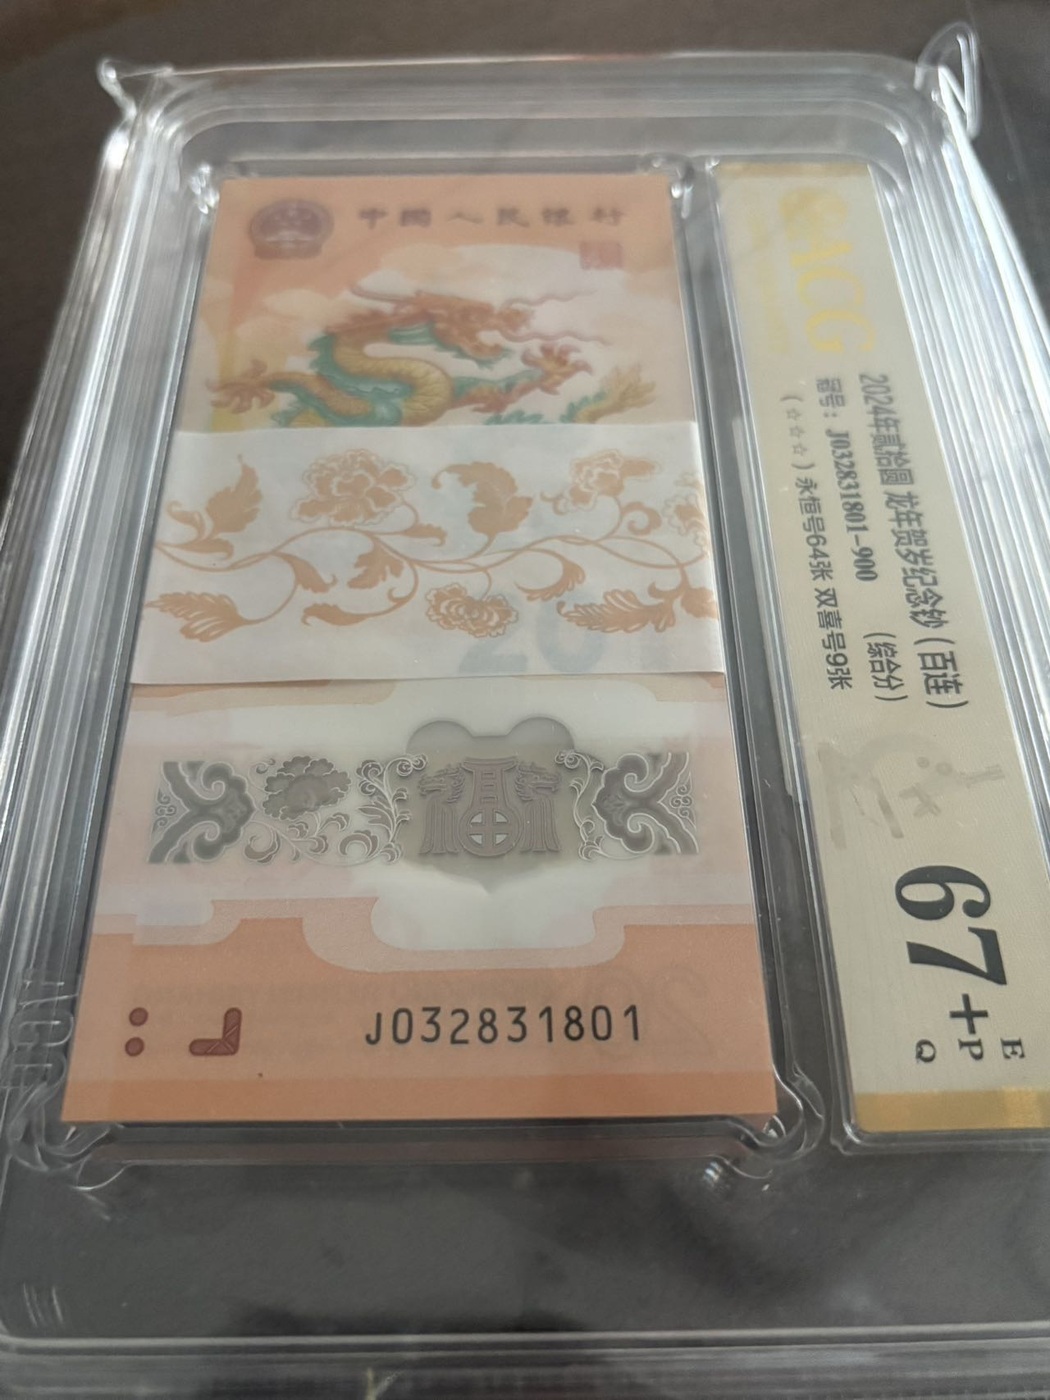 中國人民銀行
J032831801
ACG
2024年贰拾圆 龙年贺岁纪念钞（百连）
冠号：J032831801-900 （综合分）
（☆☆☆）永恒号64张 双喜号9张
67+
E
P
Q